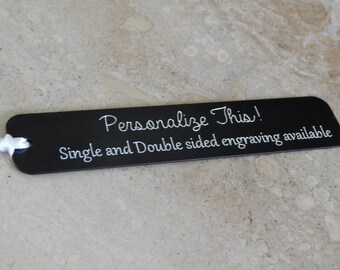 Personalize This!
Single and Double sided engraving available